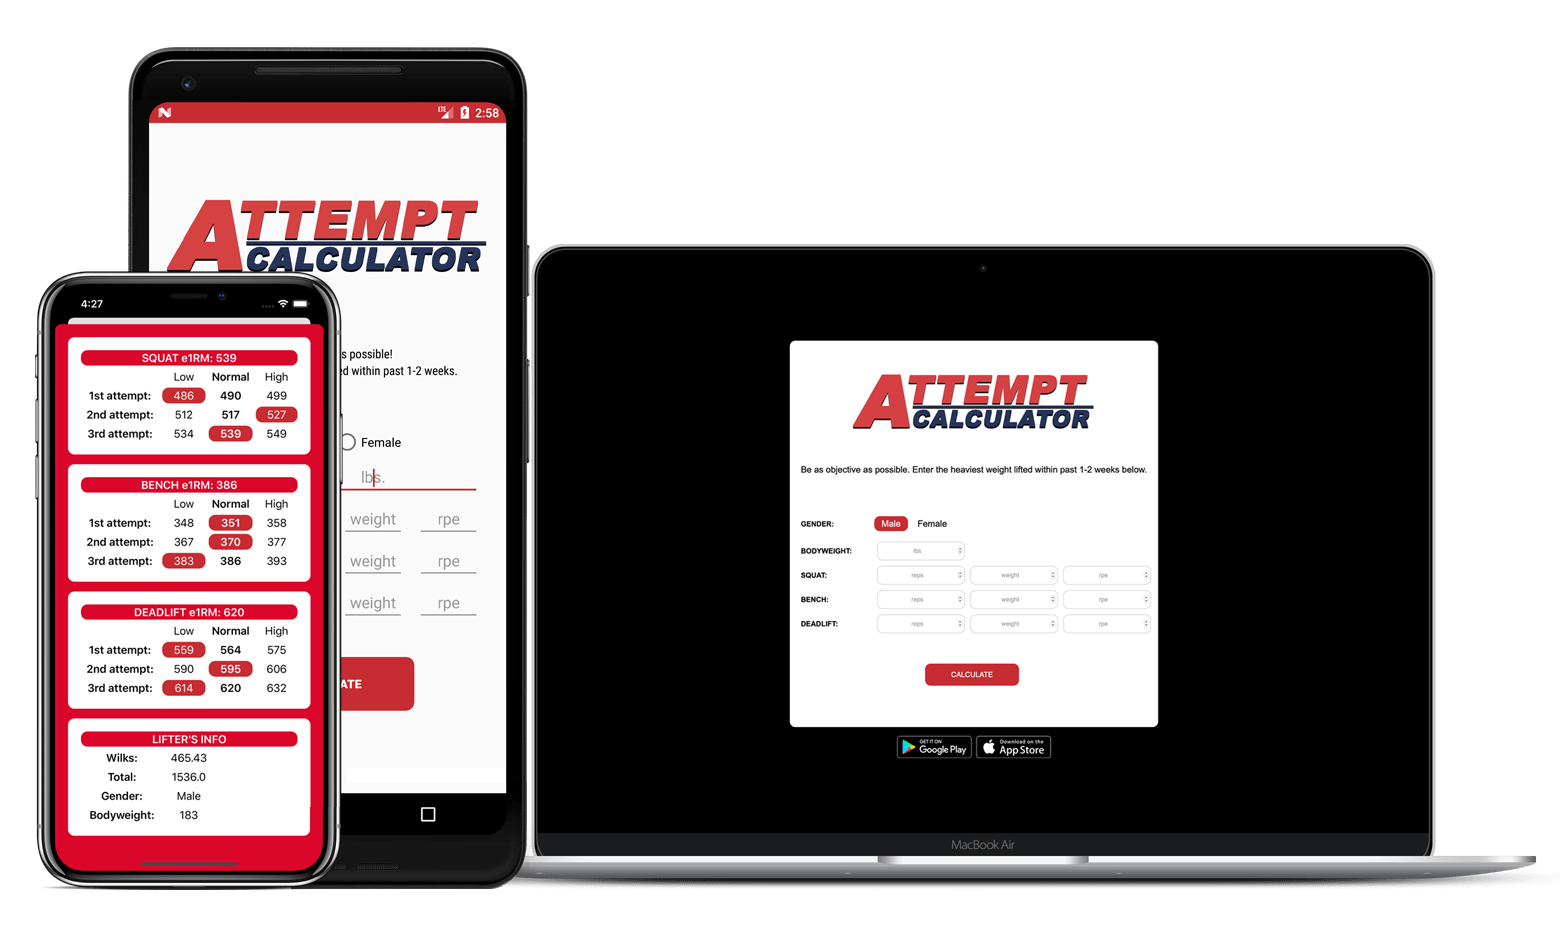 2:58
ATTEMPT
CALCULATOR
s possible!
ed within past 1-2 weeks.
Female
lbs.
weight rpe
weight rpe
weight rpe
ATE
4:27
SQUAT e1RM: 539
Low Normal High
1st attempt: 486 490 499
2nd attempt: 512 517 527
3rd attempt: 534 539 549
BENCH e1RM: 386
Low Normal High
1st attempt: 348 351 358
2nd attempt: 367 370 377
3rd attempt: 383 386 393
DEADLIFT e1RM: 620
Low Normal High
1st attempt: 559 564 575
2nd attempt: 590 595 606
3rd attempt: 614 620 632
LIFTER'S INFO
Wilks: 465.43
Total: 1536.0
Gender: Male
Bodyweight: 183
ATTEMPT
CALCULATOR
Be as objective as possible. Enter the heaviest weight lifted within past 1-2 weeks below.
GENDER: Male Female
BODYWEIGHT: lbs
SQUAT: reps weight rpe
BENCH: reps weight rpe
DEADLIFT: reps weight rpe
CALCULATE
GET IT ON
Google Play
Download on the
App Store
MacBook Air
LTE